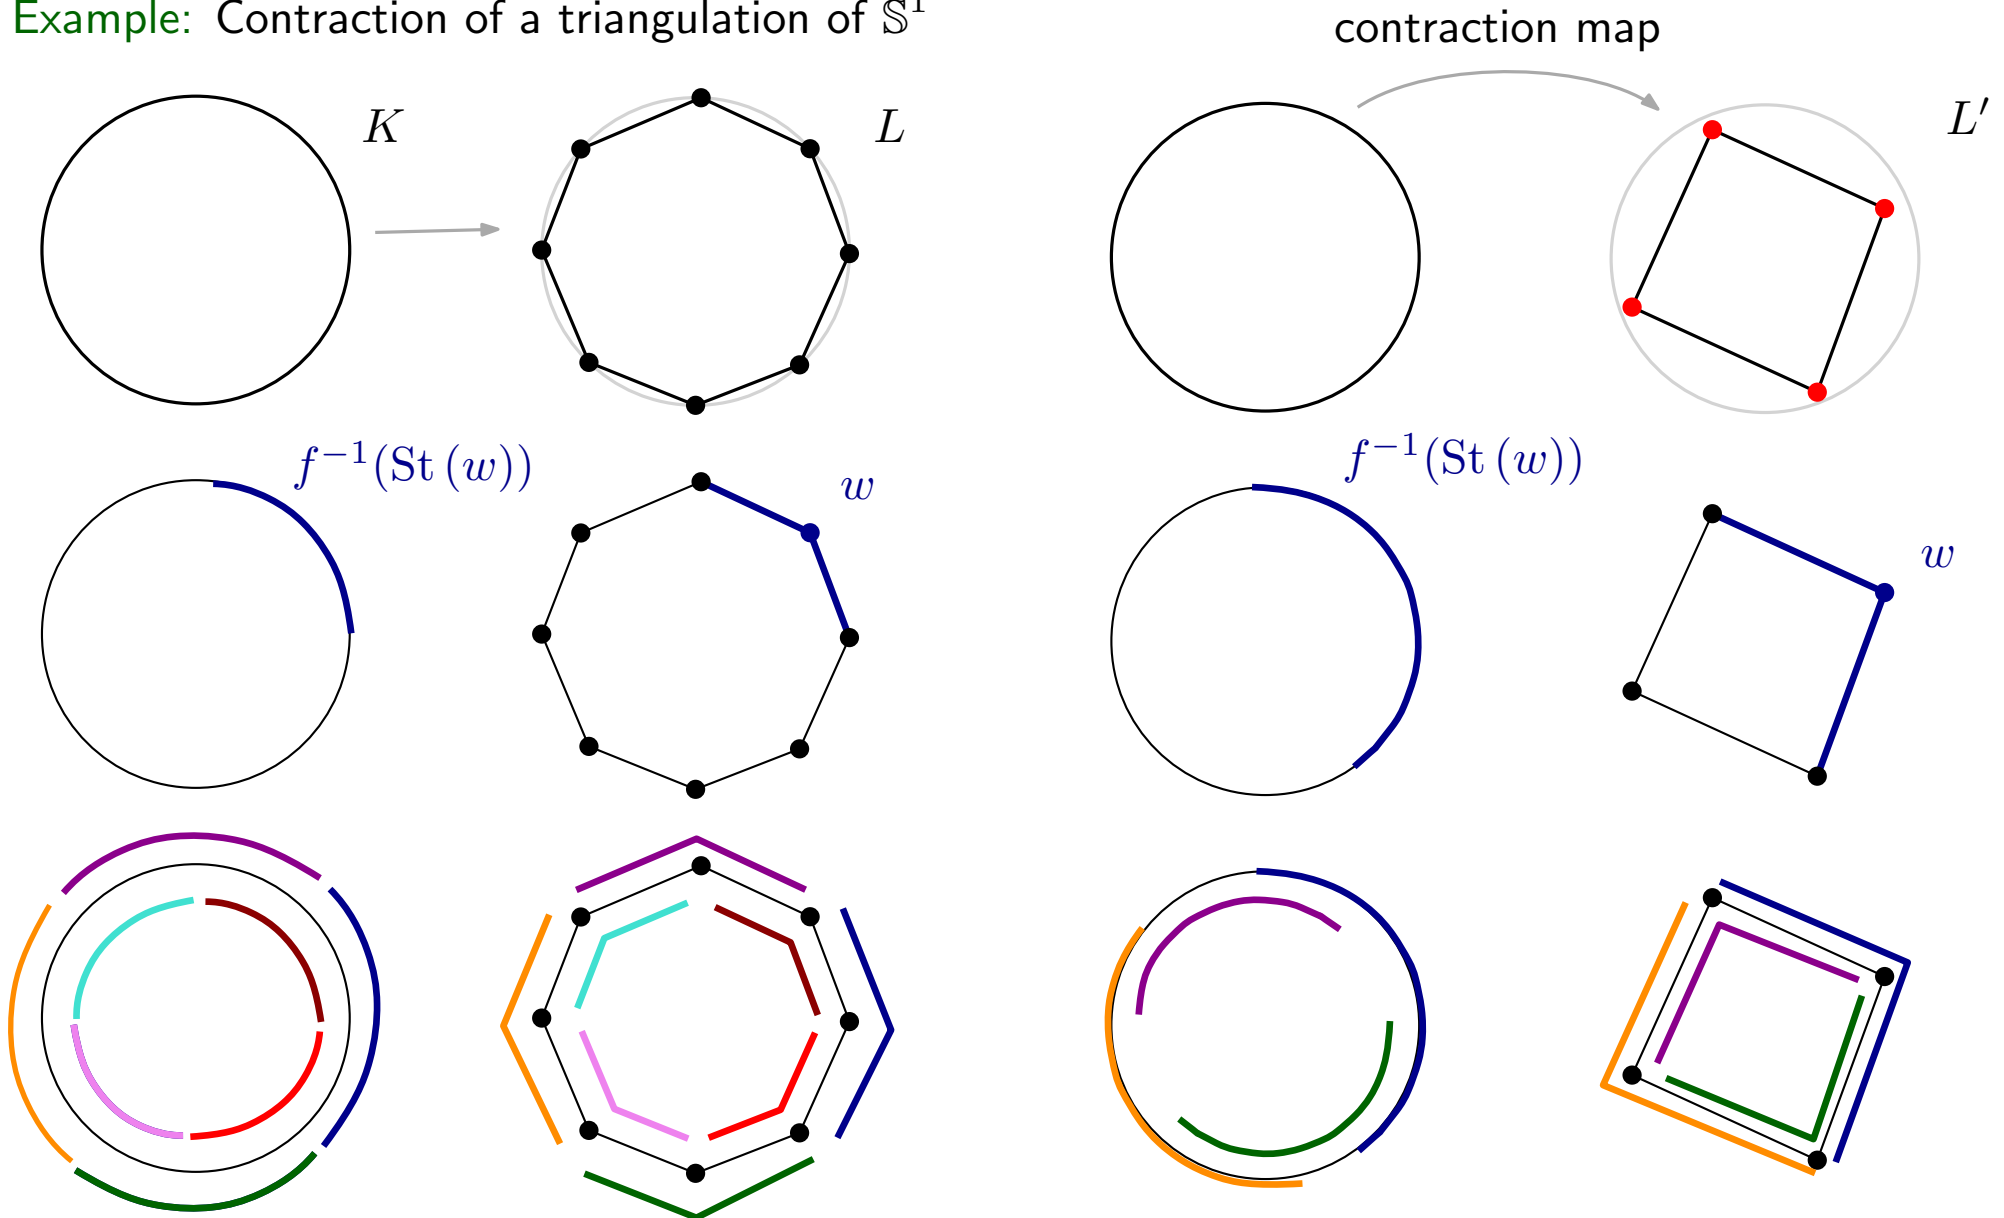 Example: Contraction of a triangulation of 𝕊¹
contraction map
K
L
L′
f⁻¹(St (w))
w
f⁻¹(St (w))
w